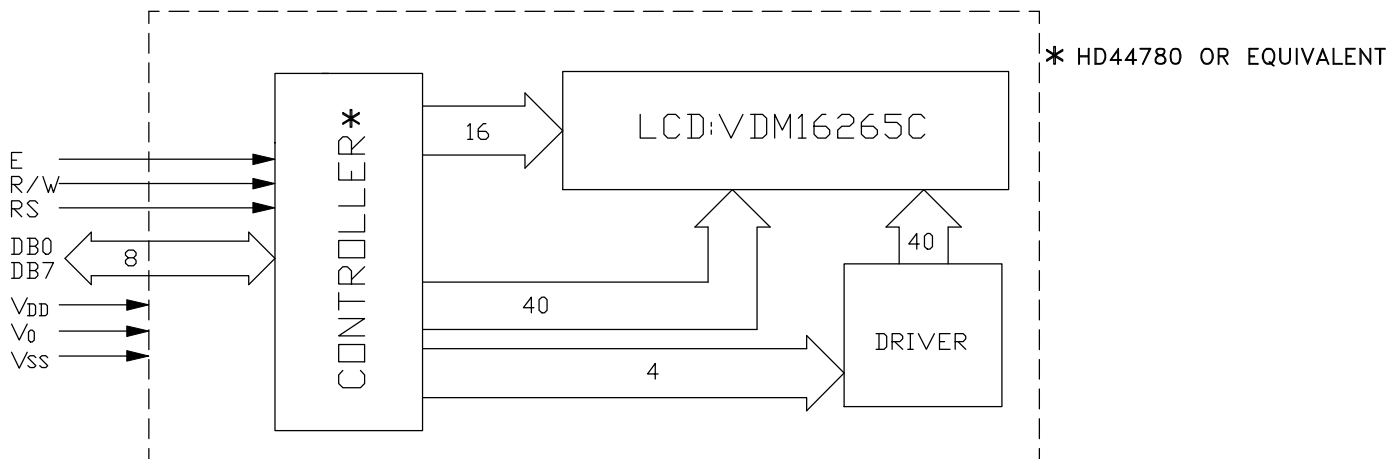 * HD44780 OR EQUIVALENT
CONTROLLER*
16
LCD:VDM16265C
E
R/W
RS
DB0
DB7
8
40
40
VDD
V0
VSS
DRIVER
4